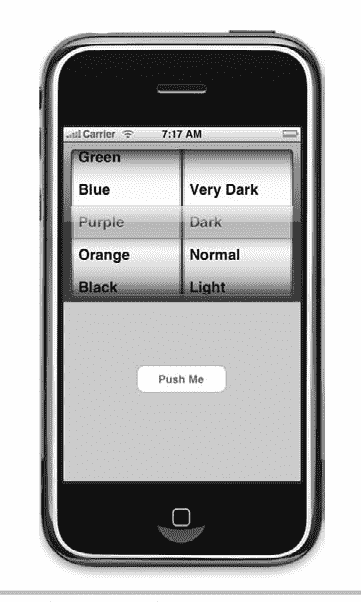 Carrier 7:17 AM
Green
Blue Very Dark
Purple Dark
Orange Normal
Black Light
Push Me